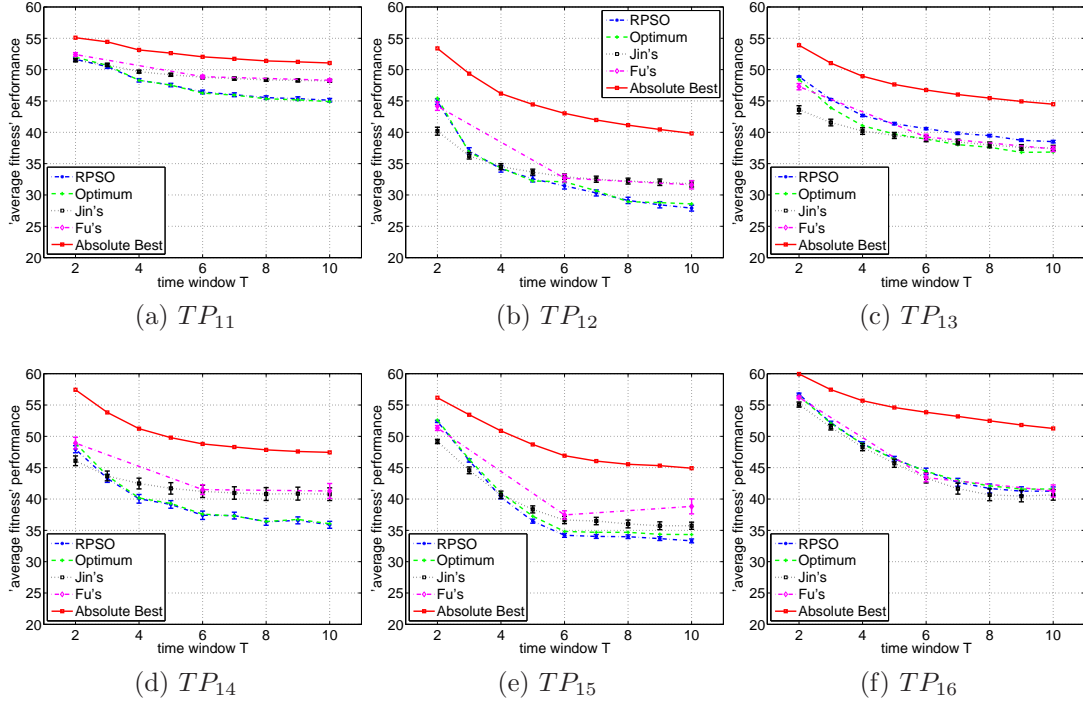 60
55
50
45
40
35
30
25
20
'average fitness' performance
RPSO
Optimum
Jin's
Fu's
Absolute Best
2 4 6 8 10
time window T
(a) TP11
60
55
50
45
40
35
30
25
20
'average fitness' performance
RPSO
Optimum
Jin's
Fu's
Absolute Best
2 4 6 8 10
time window T
(b) TP12
60
55
50
45
40
35
30
25
20
'average fitness' performance
RPSO
Optimum
Jin's
Fu's
Absolute Best
2 4 6 8 10
time window T
(c) TP13
60
55
50
45
40
35
30
25
20
'average fitness' performance
RPSO
Optimum
Jin's
Fu's
Absolute Best
2 4 6 8 10
time window T
(d) TP14
60
55
50
45
40
35
30
25
20
'average fitness' performance
RPSO
Optimum
Jin's
Fu's
Absolute Best
2 4 6 8 10
time window T
(e) TP15
60
55
50
45
40
35
30
25
20
'average fitness' performance
RPSO
Optimum
Jin's
Fu's
Absolute Best
2 4 6 8 10
time window T
(f) TP16